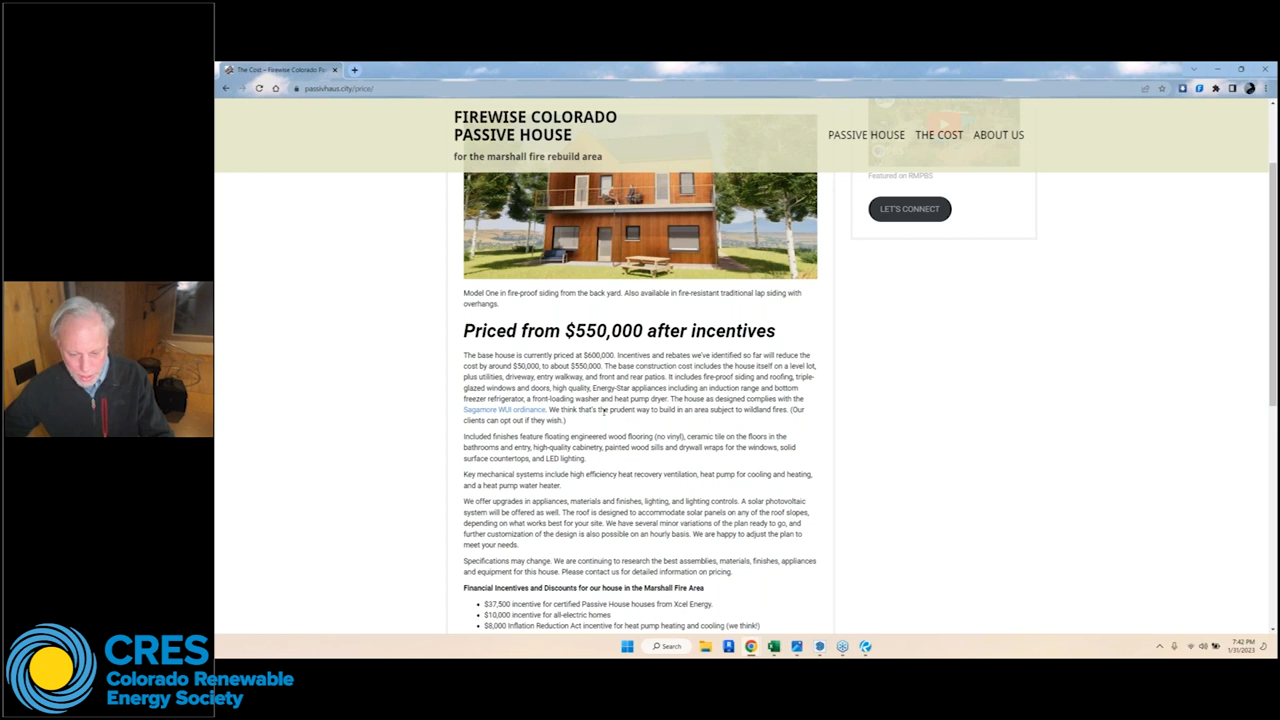 The Cost – Firewise Colorado Pa
passivhaus.city/price/
FIREWISE COLORADO
PASSIVE HOUSE
for the marshall fire rebuild area
PASSIVE HOUSE THE COST ABOUT US
Featured on RMPBS
LET'S CONNECT
Model One in fire-proof siding from the back yard. Also available in fire-resistant traditional lap siding with
overhangs.
Priced from $550,000 after incentives
The base house is currently priced at $600,000. Incentives and rebates we've identified so far will reduce the
cost by around $50,000, to about $550,000. The base construction cost includes the house itself on a level lot,
plus utilities, driveway, entry walkway, and front and rear patios. It includes fire-proof siding and roofing, triple-
glazed windows and doors, high quality, Energy-Star appliances including an induction range and bottom
freezer refrigerator, a front-loading washer and heat pump dryer. The house as designed complies with the
Sagamore WUI ordinance. We think that's the prudent way to build in an area subject to wildland fires. (Our
clients can opt out if they wish.)
Included finishes feature floating engineered wood flooring (no vinyl), ceramic tile on the floors in the
bathrooms and entry, high-quality cabinetry, painted wood sills and drywall wraps for the windows, solid
surface countertops, and LED lighting.
Key mechanical systems include high efficiency heat recovery ventilation, heat pump for cooling and heating,
and a heat pump water heater.
We offer upgrades in appliances, materials and finishes, lighting, and lighting controls. A solar photovoltaic
system will be offered as well. The roof is designed to accommodate solar panels on any of the roof slopes,
depending on what works best for your site. We have several minor variations of the plan ready to go, and
further customization of the design is also possible on an hourly basis. We are happy to adjust the plan to
meet your needs.
Specifications may change. We are continuing to research the best assemblies, materials, finishes, appliances
and equipment for this house. Please contact us for detailed information on pricing.
Financial Incentives and Discounts for our house in the Marshall Fire Area
• $37,500 incentive for certified Passive House houses from Xcel Energy.
• $10,000 incentive for all-electric homes
• $8,000 Inflation Reduction Act incentive for heat pump heating and cooling (we think!)
Search
7:42 PM
1/31/2023
CRES
Colorado Renewable
Energy Society